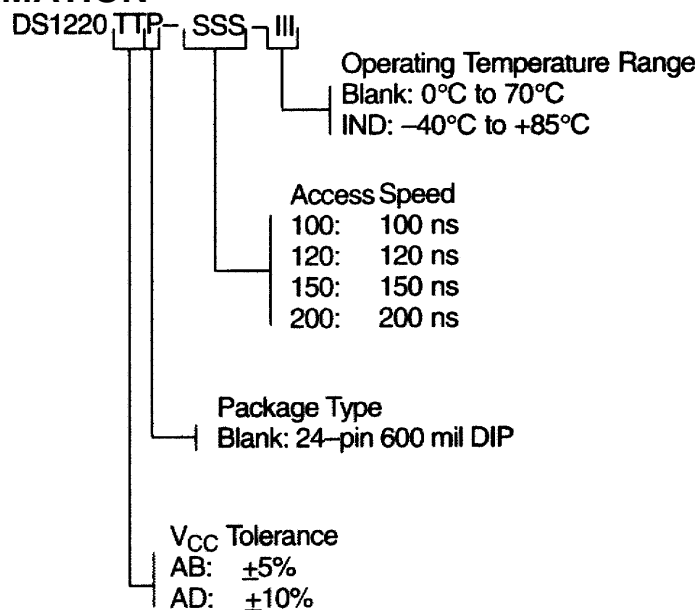 DS1220 TTP– SSS –III
Operating Temperature Range
Blank: 0°C to 70°C
IND: –40°C to +85°C
Access Speed
100: 100 ns
120: 120 ns
150: 150 ns
200: 200 ns
Package Type
Blank: 24–pin 600 mil DIP
VCC Tolerance
AB: ±5%
AD: ±10%